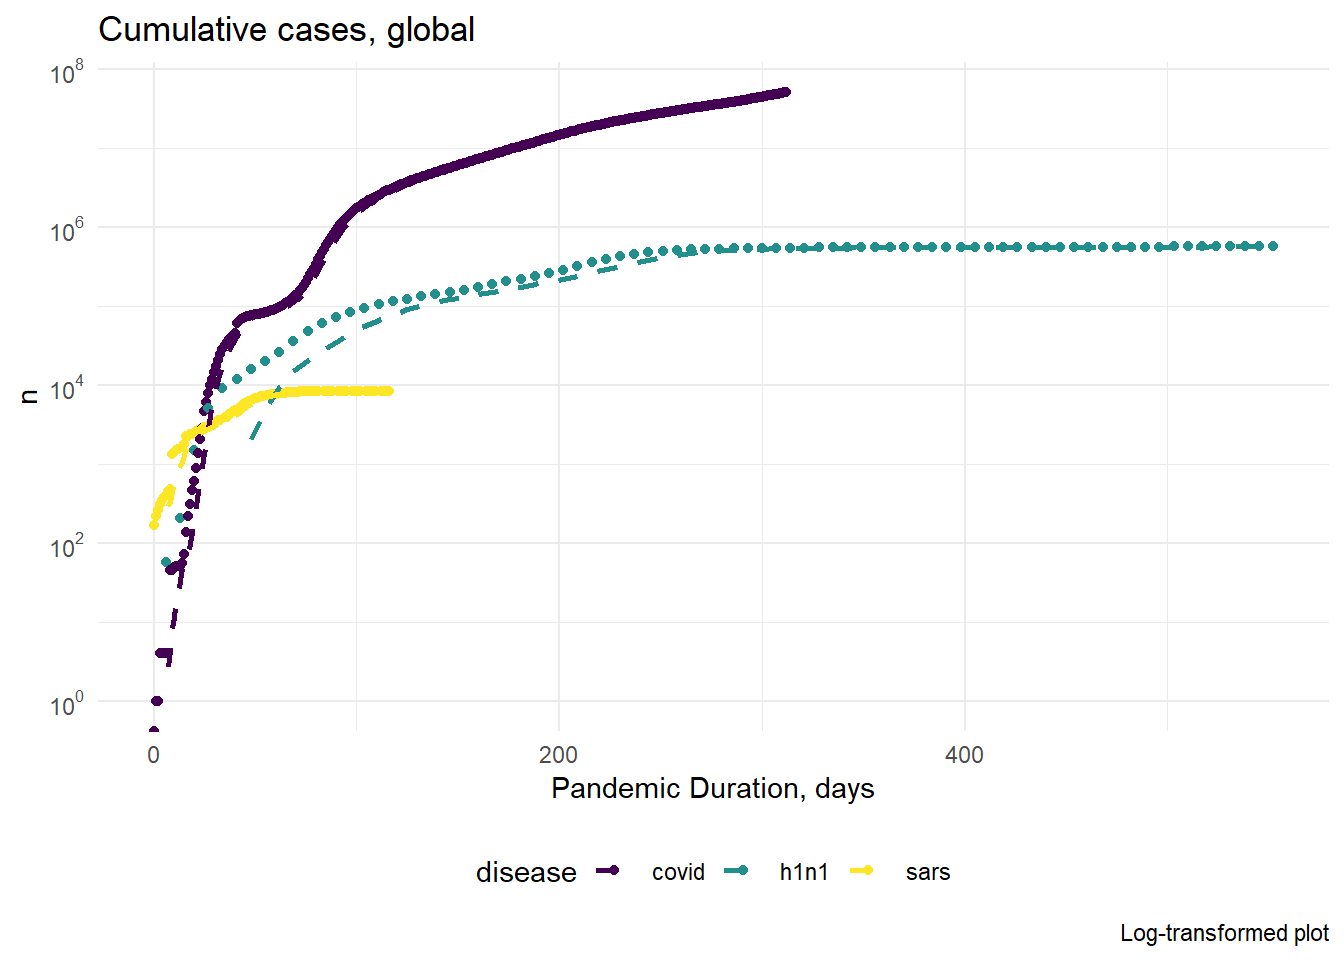 Cumulative cases, global
10^8
10^6
10^4
10^2
10^0
n
0 200 400
Pandemic Duration, days
disease covid h1n1 sars
Log-transformed plot